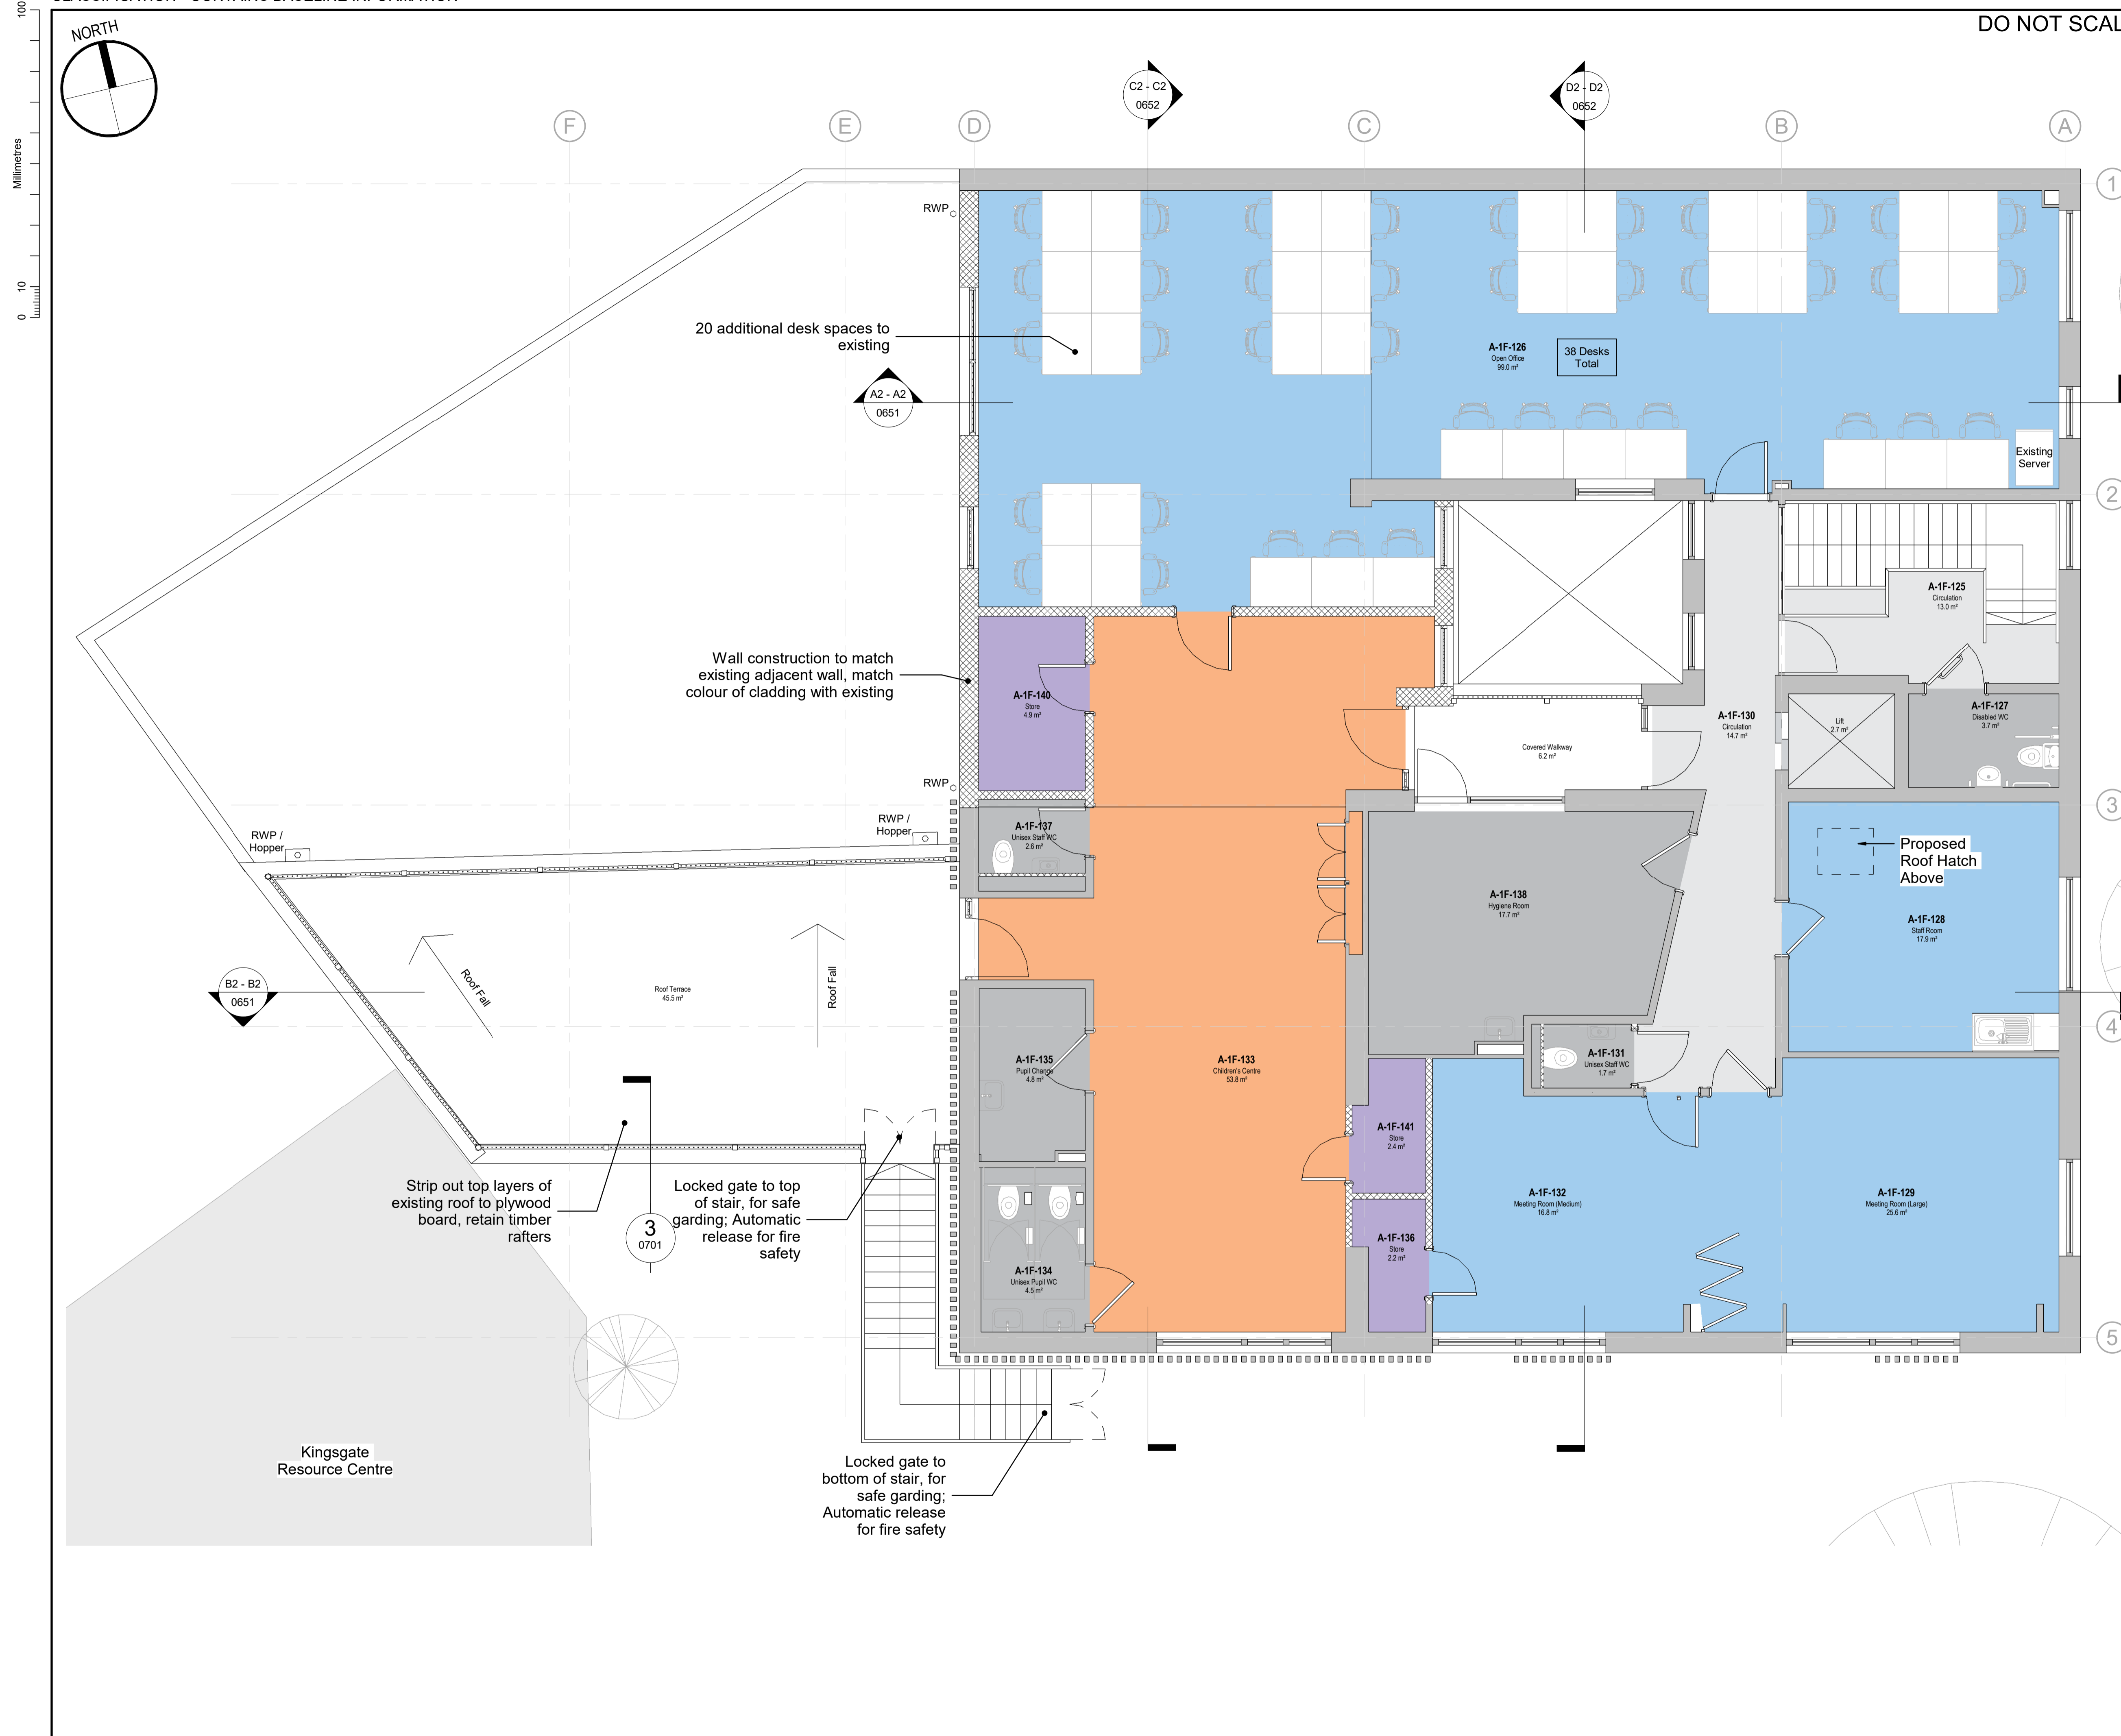 DO NOT SCAL
NORTH
100
Millimetres
10
0
C2 - C2
0652
D2 - D2
0652
F
E
D
C
B
A
1
RWP
20 additional desk spaces to
existing
A-1F-126
Open Office
99.0 m²
38 Desks
Total
A2 - A2
0651
Existing
Server
2
A-1F-125
Circulation
13.0 m²
Wall construction to match
existing adjacent wall, match
colour of cladding with existing
A-1F-140
Store
4.9 m²
A-1F-130
Circulation
14.7 m²
Lift
2.7 m²
A-1F-127
Disabled WC
3.7 m²
Covered Walkway
6.2 m²
RWP
3
RWP /
Hopper
RWP /
Hopper
A-1F-137
Unisex Staff WC
2.6 m²
Proposed
Roof Hatch
Above
A-1F-138
Hygiene Room
17.7 m²
A-1F-128
Staff Room
17.9 m²
B2 - B2
0651
Roof Fall
Roof Terrace
45.5 m²
Roof Fall
4
A-1F-135
Pupil Change
4.8 m²
A-1F-133
Children's Centre
53.8 m²
A-1F-131
Unisex Staff WC
1.7 m²
A-1F-141
Store
2.4 m²
Strip out top layers of
existing roof to plywood
board, retain timber
rafters
3
0701
Locked gate to top
of stair, for safe
garding; Automatic
release for fire
safety
A-1F-132
Meeting Room (Medium)
16.8 m²
A-1F-129
Meeting Room (Large)
25.6 m²
A-1F-136
Store
2.2 m²
A-1F-134
Unisex Pupil WC
4.5 m²
5
Kingsgate
Resource Centre
Locked gate to
bottom of stair, for
safe garding;
Automatic release
for fire safety